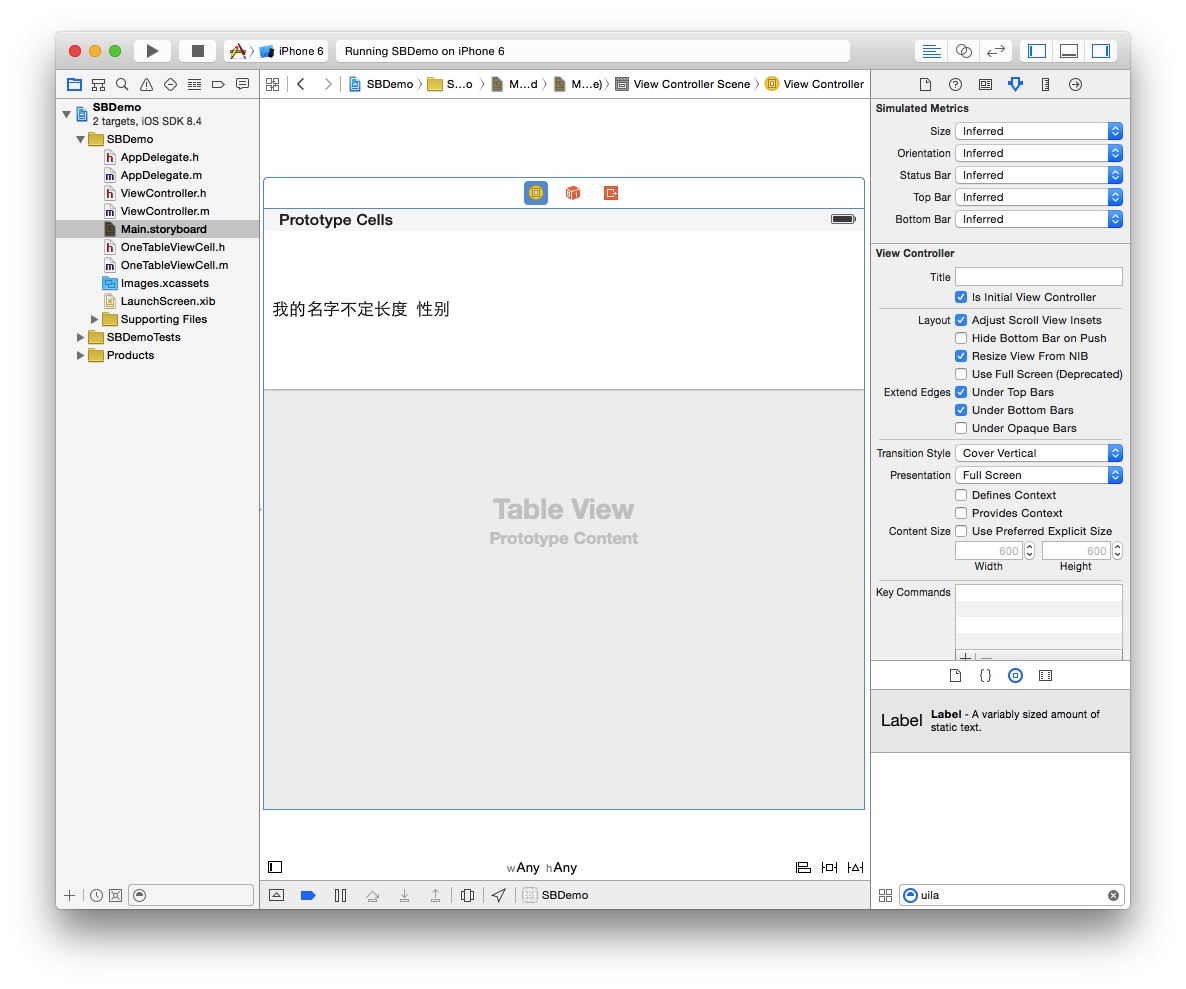 iPhone 6
Running SBDemo on iPhone 6
SBDemo
S...o
M...d
M...e)
View Controller Scene
View Controller
SBDemo
2 targets, iOS SDK 8.4
SBDemo
AppDelegate.h
AppDelegate.m
ViewController.h
ViewController.m
Main.storyboard
OneTableViewCell.h
OneTableViewCell.m
Images.xcassets
LaunchScreen.xib
Supporting Files
SBDemoTests
Products
Prototype Cells
我的名字不定长度 性别
Table View
Prototype Content
wAny hAny
SBDemo
Simulated Metrics
Size Inferred
Orientation Inferred
Status Bar Inferred
Top Bar Inferred
Bottom Bar Inferred
View Controller
Title
Is Initial View Controller
Layout Adjust Scroll View Insets
Hide Bottom Bar on Push
Resize View From NIB
Use Full Screen (Deprecated)
Extend Edges Under Top Bars
Under Bottom Bars
Under Opaque Bars
Transition Style Cover Vertical
Presentation Full Screen
Defines Context
Provides Context
Content Size Use Preferred Explicit Size
600 600
Width Height
Key Commands
{}
Label Label - A variably sized amount of
static text.
uila